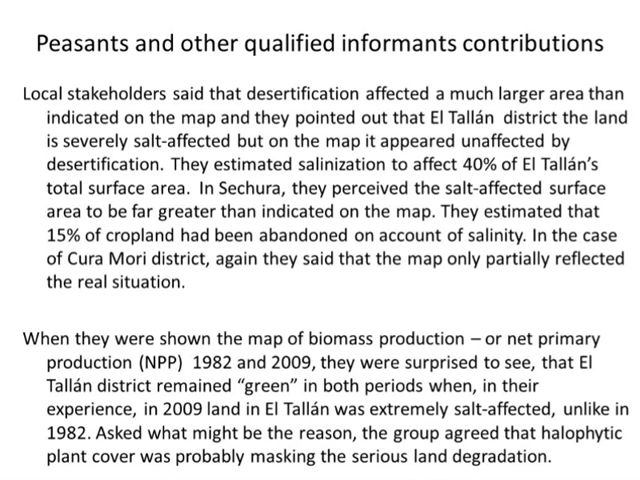 Peasants and other qualified informants contributions
Local stakeholders said that desertification affected a much larger area than
indicated on the map and they pointed out that El Tallán district the land
is severely salt-affected but on the map it appeared unaffected by
desertification. They estimated salinization to affect 40% of El Tallán's
total surface area. In Sechura, they perceived the salt-affected surface
area to be far greater than indicated on the map. They estimated that
15% of cropland had been abandoned on account of salinity. In the case
of Cura Mori district, again they said that the map only partially reflected
the real situation.
When they were shown the map of biomass production – or net primary
production (NPP) 1982 and 2009, they were surprised to see, that El
Tallán district remained “green” in both periods when, in their
experience, in 2009 land in El Tallán was extremely salt-affected, unlike in
1982. Asked what might be the reason, the group agreed that halophytic
plant cover was probably masking the serious land degradation.